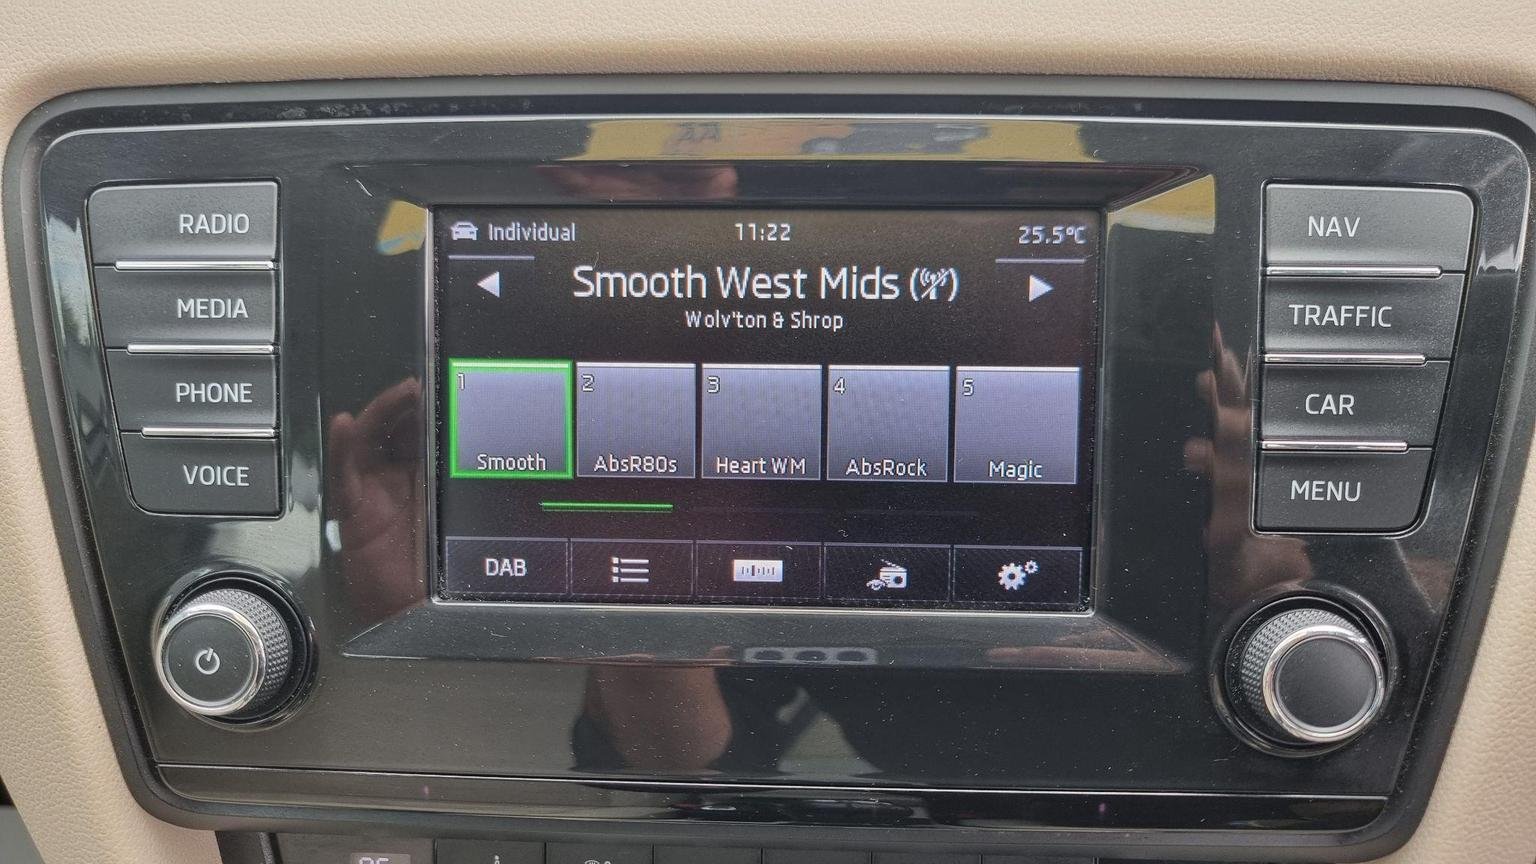 RADIO
MEDIA
PHONE
VOICE
Individual 11:22 25.5°C
Smooth West Mids
Wolv'ton & Shrop
1 2 3 4 5
Smooth AbsR80s Heart WM AbsRock Magic
DAB
NAV
TRAFFIC
CAR
MENU